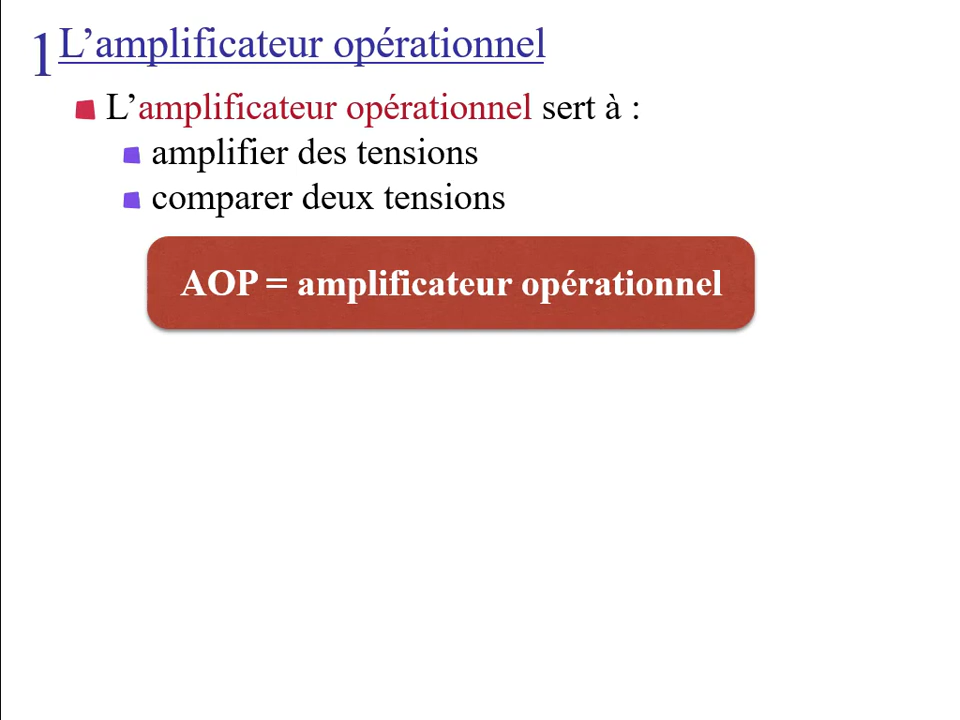 1 L’amplificateur opérationnel
L’amplificateur opérationnel sert à :
amplifier des tensions
comparer deux tensions
AOP = amplificateur opérationnel